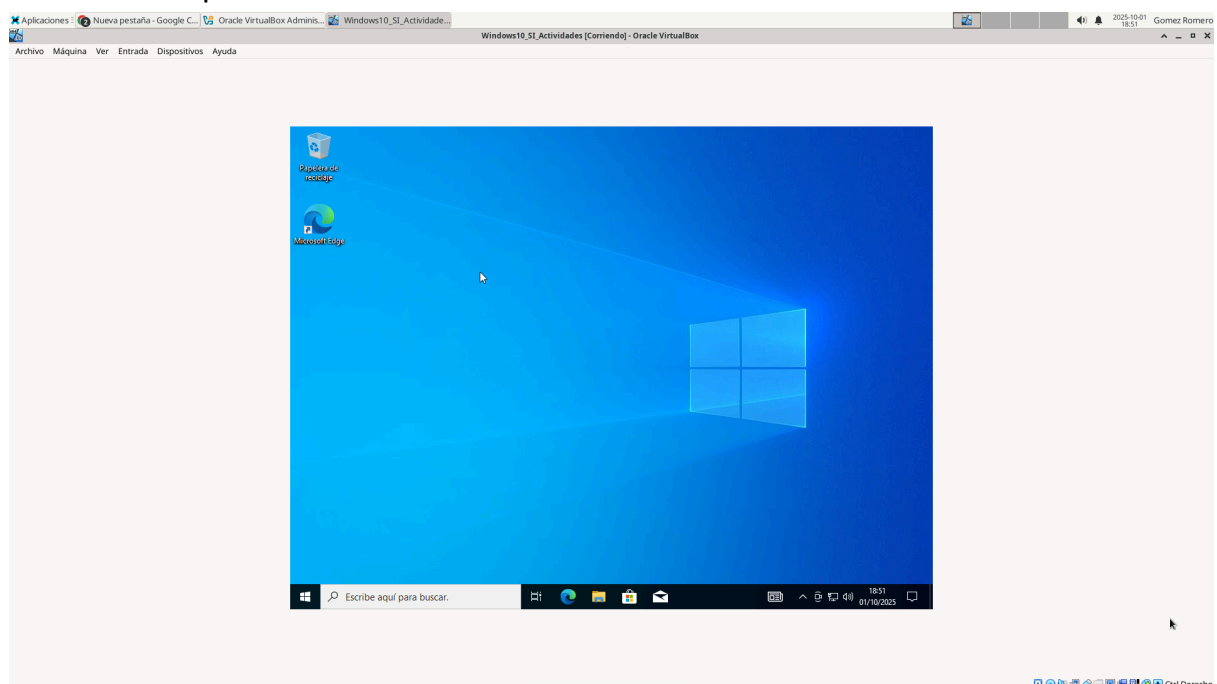 Aplicaciones
Nueva pestaña - Google C...
Oracle VirtualBox Adminis...
Windows10_SI_Actividade...
2025-10-01
18:51
Gomez Romero
Windows10_SI_Actividades [Corriendo] - Oracle VirtualBox
Archivo Máquina Ver Entrada Dispositivos Ayuda
Papelera de
reciclaje
Microsoft Edge
Escribe aquí para buscar.
18:51
01/10/2025
Ctrl Derecho